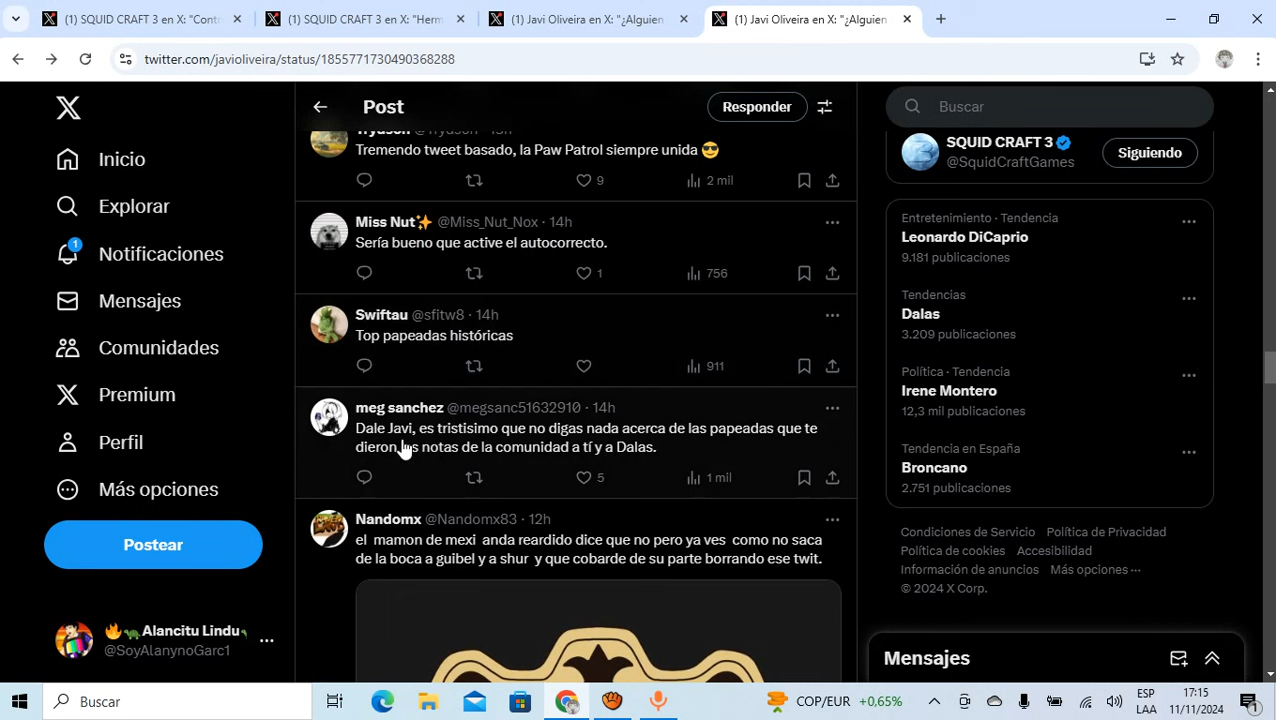 (1) SQUID CRAFT 3 en X: "Cont
(1) SQUID CRAFT 3 en X: "Herm
(1) Javi Oliveira en X: "¿Alguien
(1) Javi Oliveira en X: "¿Alguien
twitter.com/javioliveira/status/1855771730490368288
Inicio
Explorar
1
Notificaciones
Mensajes
Comunidades
Premium
Perfil
Más opciones
Postear
🔥🐢Alancitu Lindu
@SoyAlanynoGarc1
Post
Responder
Tremendo tweet basado, la Paw Patrol siempre unida 😎
9
2 mil
Miss Nut✨ @Miss_Nut_Nox · 14h
Sería bueno que active el autocorrecto.
1
756
Swiftau @sfitw8 · 14h
Top papeadas históricas
911
meg sanchez @megsanc51632910 · 14h
Dale Javi, es tristisimo que no digas nada acerca de las papeadas que te
dieron las notas de la comunidad a tí y a Dalas.
5
1 mil
Nandomx @Nandomx83 · 12h
el mamon de mexi anda reardido dice que no pero ya ves como no saca
de la boca a guibel y a shur y que cobarde de su parte borrando ese twit.
Buscar
SQUID CRAFT 3
@SquidCraftGames
Siguiendo
Entretenimiento · Tendencia
Leonardo DiCaprio
9.181 publicaciones
Tendencias
Dalas
3.209 publicaciones
Política · Tendencia
Irene Montero
12,3 mil publicaciones
Tendencia en España
Broncano
2.751 publicaciones
Condiciones de Servicio Política de Privacidad
Política de cookies Accesibilidad
Información de anuncios Más opciones ···
© 2024 X Corp.
Mensajes
Buscar
COP/EUR +0,65%
ESP
LAA
17:15
11/11/2024
1